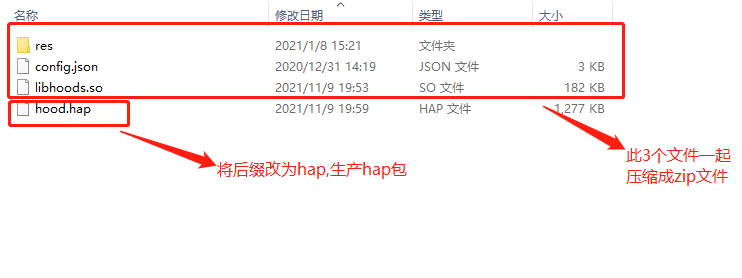 名称 修改日期 类型 大小
res 2021/1/8 15:21 文件夹
config.json 2020/12/31 14:19 JSON 文件 3 KB
libhoods.so 2021/11/9 19:53 SO 文件 182 KB
hood.hap 2021/11/9 19:59 HAP 文件 1,277 KB
将后缀改为hap,生产hap包
此3个文件一起
压缩成zip文件